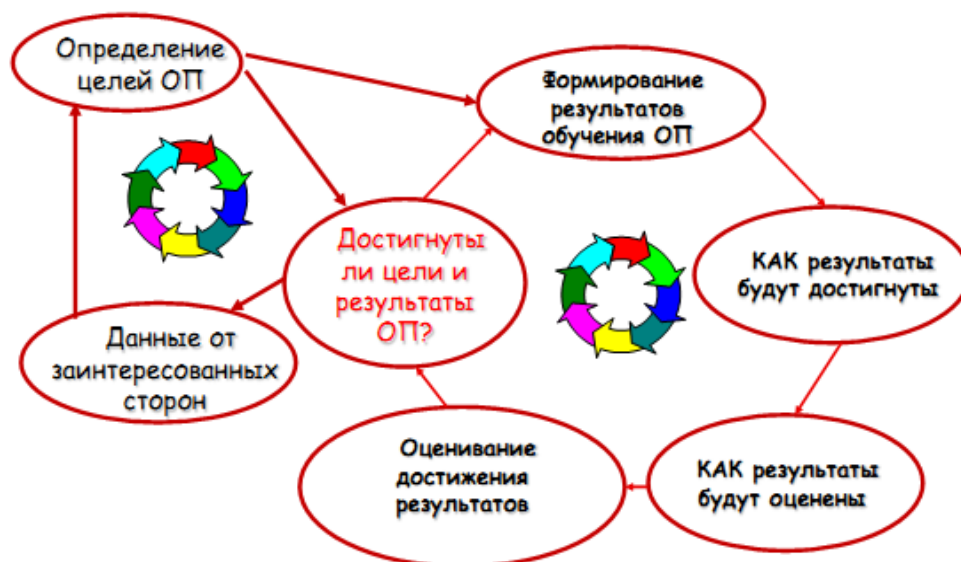 Определение
целей ОП
Формирование
результатов
обучения ОП
Достигнуты
ли цели и
результаты
ОП?
КАК результаты
будут достигнуты
Данные от
заинтересованных
сторон
Оценивание
достижения
результатов
КАК результаты
будут оценены